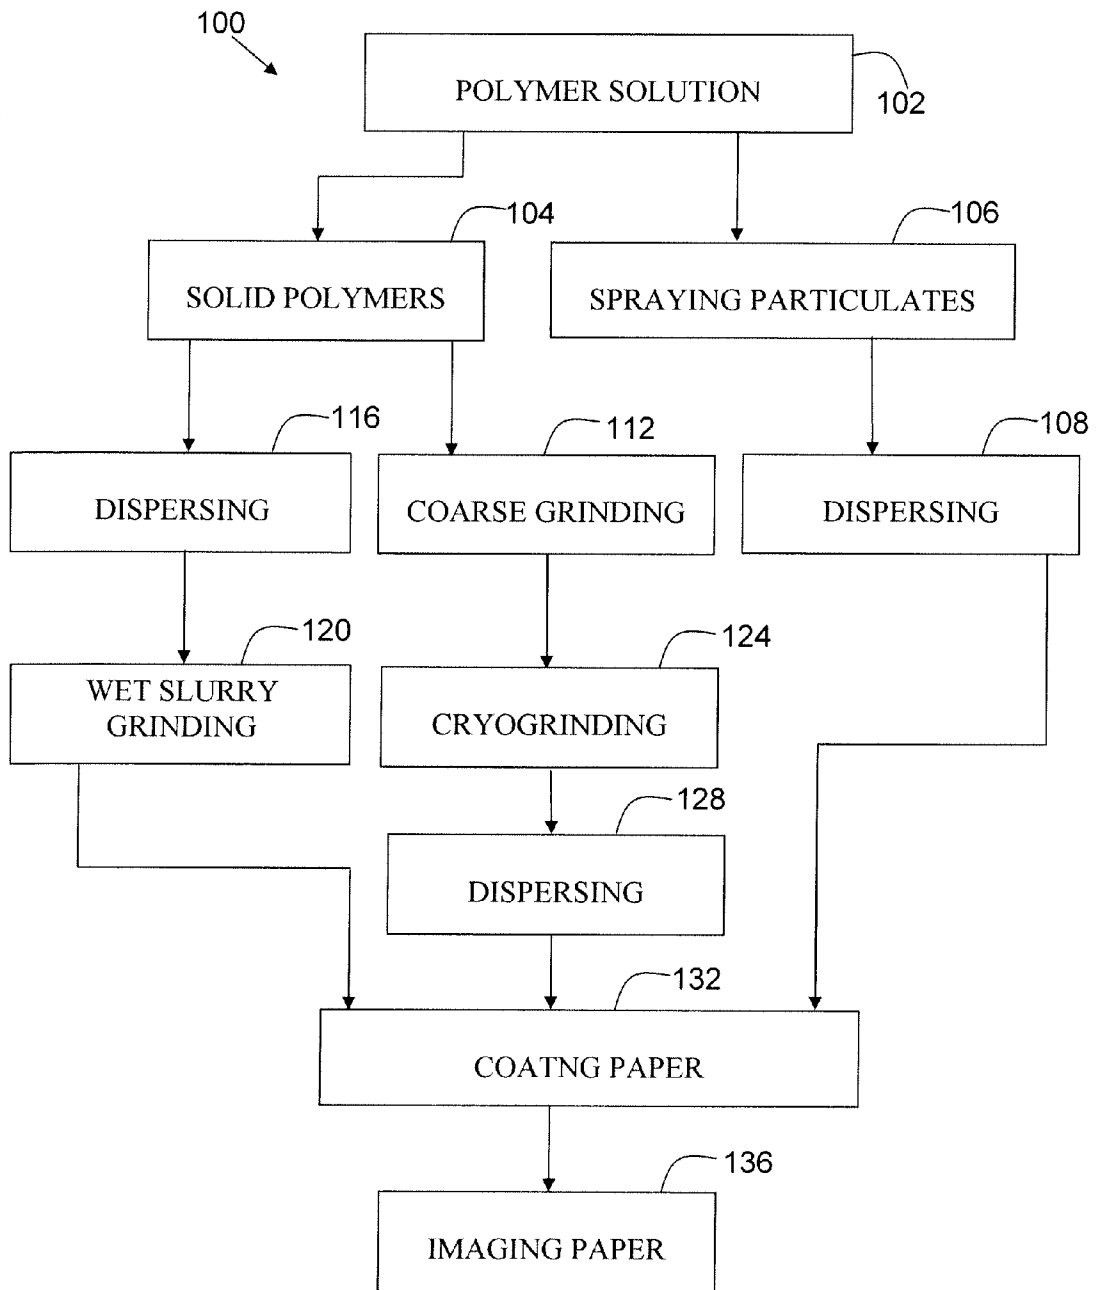 100
POLYMER SOLUTION
102
104
106
SOLID POLYMERS
SPRAYING PARTICULATES
116
112
108
DISPERSING
COARSE GRINDING
DISPERSING
120
124
WET SLURRY
GRINDING
CRYOGRINDING
128
DISPERSING
132
COATNG PAPER
136
IMAGING PAPER